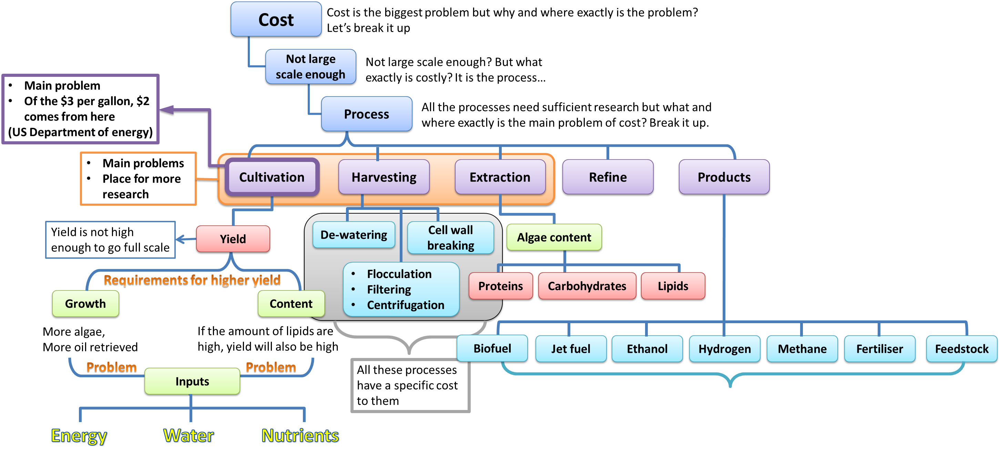 Cost
Cost is the biggest problem but why and where exactly is the problem?
Let’s break it up
Not large
scale enough
Not large scale enough? But what
exactly is costly? It is the process…
• Main problem
• Of the $3 per gallon, $2
comes from here
(US Department of energy)
Process
All the processes need sufficient research but what and
where exactly is the main problem of cost? Break it up.
• Main problems
• Place for more
research
Cultivation
Harvesting
Extraction
Refine
Products
Yield is not high
enough to go full scale
Yield
De-watering
Cell wall
breaking
Algae content
Requirements for higher yield
• Flocculation
• Filtering
• Centrifugation
Proteins
Carbohydrates
Lipids
Growth
Content
More algae,
More oil retrieved
If the amount of lipids are
high, yield will also be high
Biofuel
Jet fuel
Ethanol
Hydrogen
Methane
Fertiliser
Feedstock
Problem
Problem
Inputs
All these processes
have a specific cost
to them
Energy
Water
Nutrients